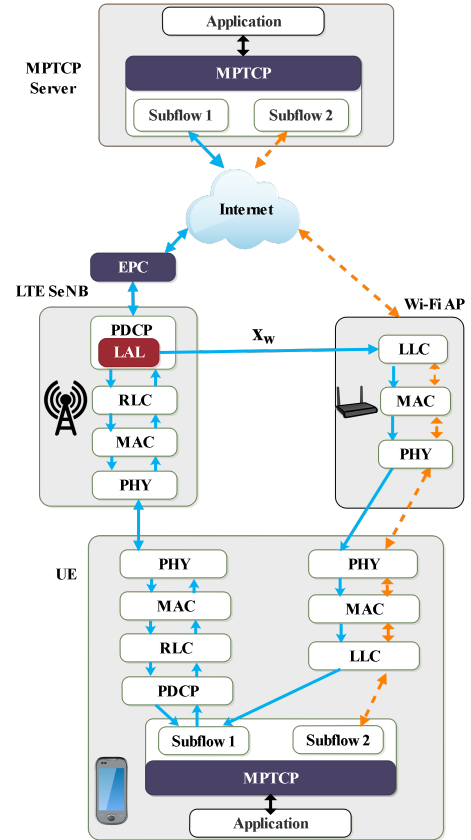 Application
MPTCP
Server
MPTCP
Subflow 1
Subflow 2
Internet
EPC
LTE SeNB
Wi-Fi AP
PDCP
LAL
xw
LLC
RLC
MAC
MAC
PHY
PHY
UE
PHY
PHY
MAC
MAC
RLC
LLC
PDCP
Subflow 1
Subflow 2
MPTCP
Application